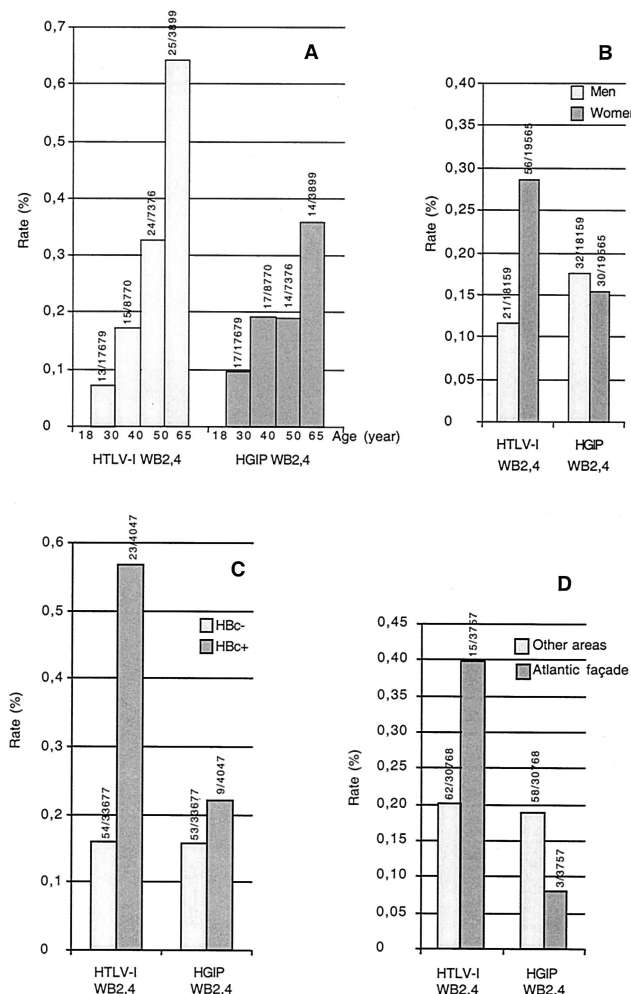 A
0,7
0,6
0,5
0,4
0,3
0,2
0,1
0
Rate (%)
13/17679
15/8770
24/7376
25/3899
17/17679
17/8770
14/7376
14/3899
18 30 40 50 65 18 30 40 50 65 Age (year)
HTLV-I WB2,4 HGIP WB2,4
B
0,40
0,35
0,30
0,25
0,20
0,15
0,10
0,05
0
Rate (%)
Men
Women
21/18159
56/19565
32/18159
30/19565
HTLV-I HGIP
WB2,4 WB2,4
C
0,6
0,5
0,4
0,3
0,2
0,1
0
Rate (%)
HBc-
HBc+
54/33677
23/4047
53/33677
9/4047
HTLV-I HGIP
WB2,4 WB2,4
D
0,45
0,40
0,35
0,30
0,25
0,20
0,15
0,10
0,05
0
Rate (%)
Other areas
Atlantic façade
62/30768
15/3757
58/30768
3/3757
HTLV-I HGIP
WB2,4 WB2,4